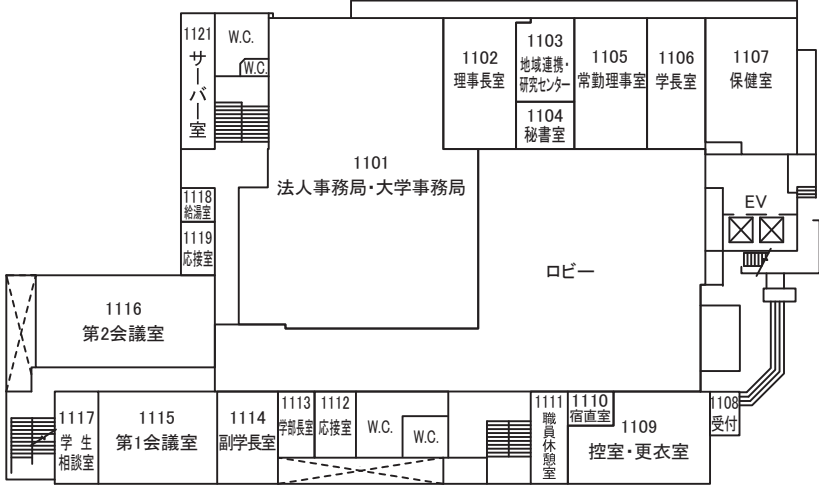 1121
サーバー室
W.C.
W.C.
1101
法人事務局・大学事務局
1102
理事長室
1103
地域連携・
研究センター
1104
秘書室
1105
常勤理事室
1106
学長室
1107
保健室
1118
給湯室
1119
応接室
EV
ロビー
1116
第2会議室
1117
学生
相談室
1115
第1会議室
1114
副学長室
1113
学部長室
1112
応接室
W.C.
W.C.
1111
職員休憩室
1110
宿直室
1109
控室・更衣室
1108
受付